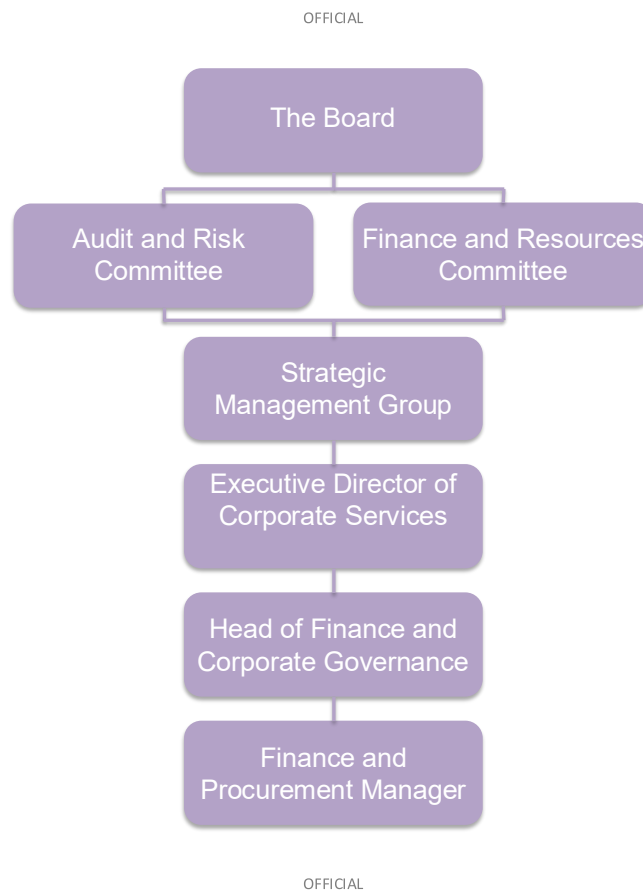 OFFICIAL
The Board
Audit and Risk
Committee
Finance and Resources
Committee
Strategic
Management Group
Executive Director of
Corporate Services
Head of Finance and
Corporate Governance
Finance and
Procurement Manager
OFFICIAL